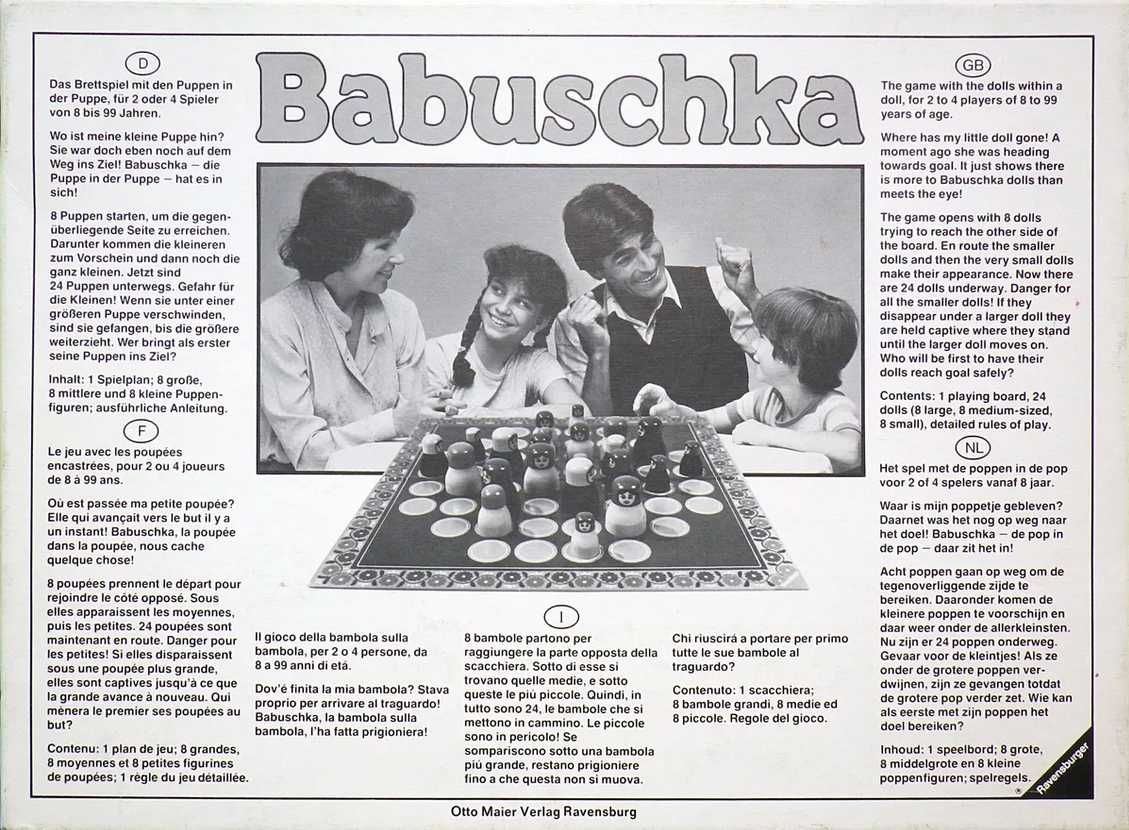 Babuschka
D
Das Brettspiel mit den Puppen in
der Puppe, für 2 oder 4 Spieler
von 8 bis 99 Jahren.
Wo ist meine kleine Puppe hin?
Sie war doch eben noch auf dem
Weg ins Ziel! Babuschka – die
Puppe in der Puppe – hat es in
sich!
8 Puppen starten, um die gegen-
überliegende Seite zu erreichen.
Darunter kommen die kleineren
zum Vorschein und dann noch die
ganz kleinen. Jetzt sind
24 Puppen unterwegs. Gefahr für
die Kleinen! Wenn sie unter einer
größeren Puppe verschwinden,
sind sie gefangen, bis die größere
weiterzieht. Wer bringt als erster
seine Puppen ins Ziel?
Inhalt: 1 Spielplan; 8 große,
8 mittlere und 8 kleine Puppen-
figuren; ausführliche Anleitung.
F
Le jeu avec les poupées
encastrées, pour 2 ou 4 joueurs
de 8 à 99 ans.
Où est passée ma petite poupée?
Elle qui avançait vers le but il y a
un instant! Babuschka, la poupée
dans la poupée, nous cache
quelque chose!
8 poupées prennent le départ pour
rejoindre le côté opposé. Sous
elles apparaissent les moyennes,
puis les petites. 24 poupées sont
maintenant en route. Danger pour
les petites! Si elles disparaissent
sous une poupée plus grande,
elles sont captives jusqu'à ce que
la grande avance à nouveau. Qui
mènera le premier ses poupées au
but?
Contenu: 1 plan de jeu; 8 grandes,
8 moyennes et 8 petites figurines
de poupées; 1 règle du jeu détaillée.
I
Il gioco della bambola sulla
bambola, per 2 o 4 persone, da
8 a 99 anni di etá.
Dov'é finita la mia bambola? Stava
proprio per arrivare al traguardo!
Babuschka, la bambola sulla
bambola, l'ha fatta prigioniera!
8 bambole partono per
raggiungere la parte opposta della
scacchiera. Sotto di esse si
trovano quelle medie, e sotto
queste le piú piccole. Quindi, in
tutto sono 24, le bambole che si
mettono in cammino. Le piccole
sono in pericolo! Se
sompariscono sotto una bambola
piú grande, restano prigioniere
fino a che questa non si muova.
Chi riuscirá a portare per primo
tutte le sue bambole al
traguardo?
Contenuto: 1 scacchiera;
8 bambole grandi, 8 medie ed
8 piccole. Regole del gioco.
GB
The game with the dolls within a
doll, for 2 to 4 players of 8 to 99
years of age.
Where has my little doll gone! A
moment ago she was heading
towards goal. It just shows there
is more to Babuschka dolls than
meets the eye!
The game opens with 8 dolls
trying to reach the other side of
the board. En route the smaller
dolls and then the very small dolls
make their appearance. Now there
are 24 dolls underway. Danger for
all the smaller dolls! If they
disappear under a larger doll they
are held captive where they stand
until the larger doll moves on.
Who will be first to have their
dolls reach goal safely?
Contents: 1 playing board, 24
dolls (8 large, 8 medium-sized,
8 small), detailed rules of play.
NL
Het spel met de poppen in de pop
voor 2 of 4 spelers vanaf 8 jaar.
Waar is mijn poppetje gebleven?
Daarnet was het nog op weg naar
het doel! Babuschka – de pop in
de pop – daar zit het in!
Acht poppen gaan op weg om de
tegenoverliggende zijde te
bereiken. Daaronder komen de
kleinere poppen te voorschijn en
daar weer onder de allerkleinsten.
Nu zijn er 24 poppen onderweg.
Gevaar voor de kleintjes! Als ze
onder de grotere poppen ver-
dwijnen, zijn ze gevangen totdat
de grotere pop verder zet. Wie kan
als eerste met zijn poppen het
doel bereiken?
Inhoud: 1 speelbord; 8 grote,
8 middelgrote en 8 kleine
poppenfiguren; spelregels.
®
Ravensburger
Otto Maier Verlag Ravensburg